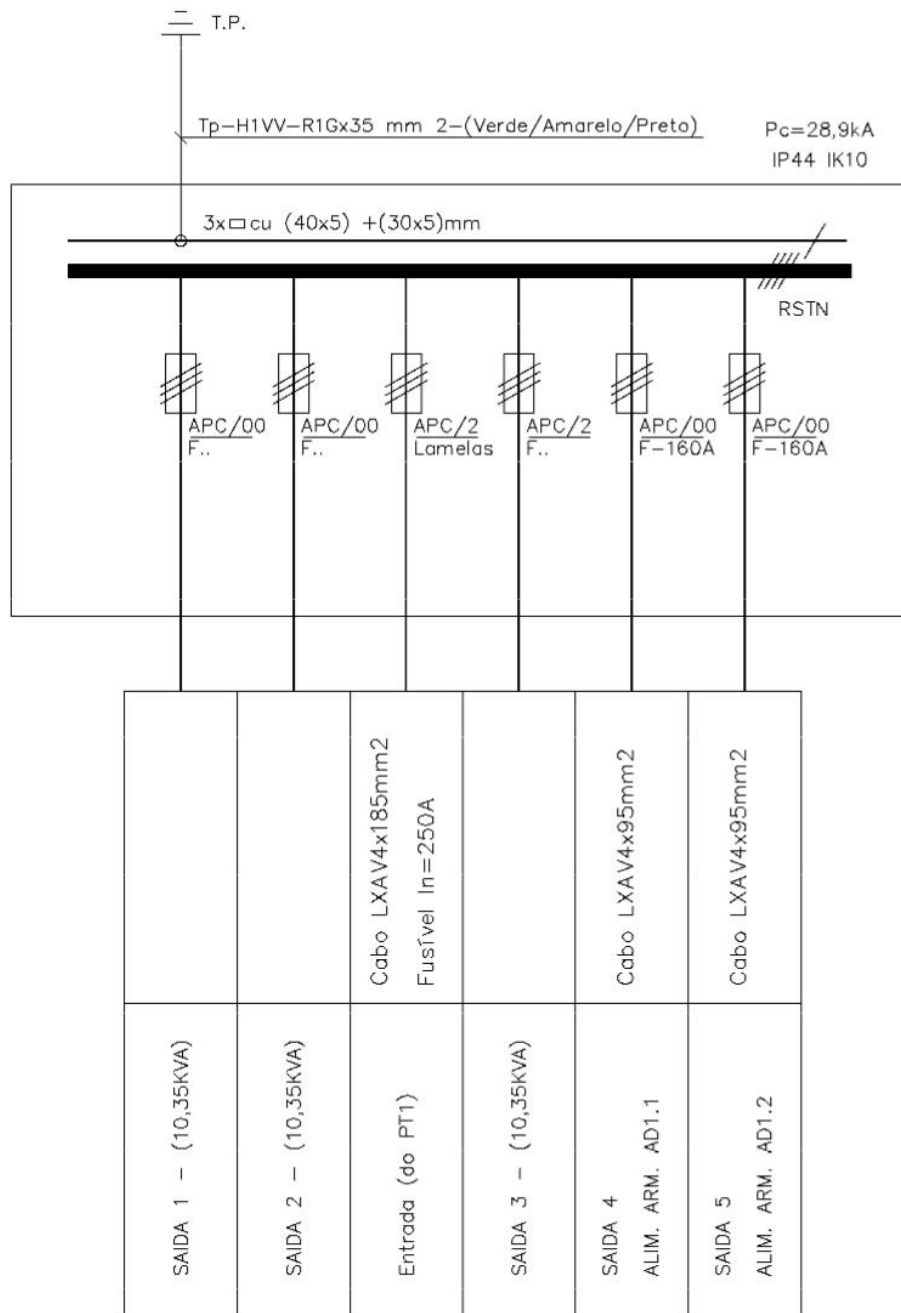 T.P.
Tp-H1VV-R1Gx35 mm 2-(Verde/Amarelo/Preto)
Pc=28,9kA
IP44 IK10
3x cu (40x5) +(30x5)mm
RSTN
APC/00
F..
APC/00
F..
APC/2
Lamelas
APC/2
F..
APC/00
F-160A
APC/00
F-160A
Cabo LXAV4x185mm2
Fusível In=250A
Cabo LXAV4x95mm2
Cabo LXAV4x95mm2
SAIDA 1 - (10,35KVA)
SAIDA 2 - (10,35KVA)
Entrada (do PT1)
SAIDA 3 - (10,35KVA)
SAIDA 4
ALIM. ARM. AD1.1
SAIDA 5
ALIM. ARM. AD1.2